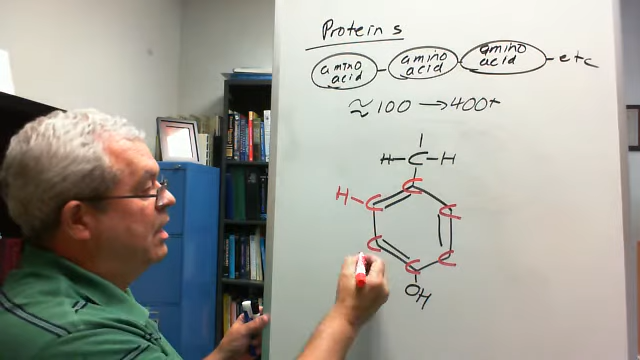 Proteins
amino acid - amino acid - amino acid - etc
≈ 100 → 400+
H-C-H
C
H-C C
C C
C
OH